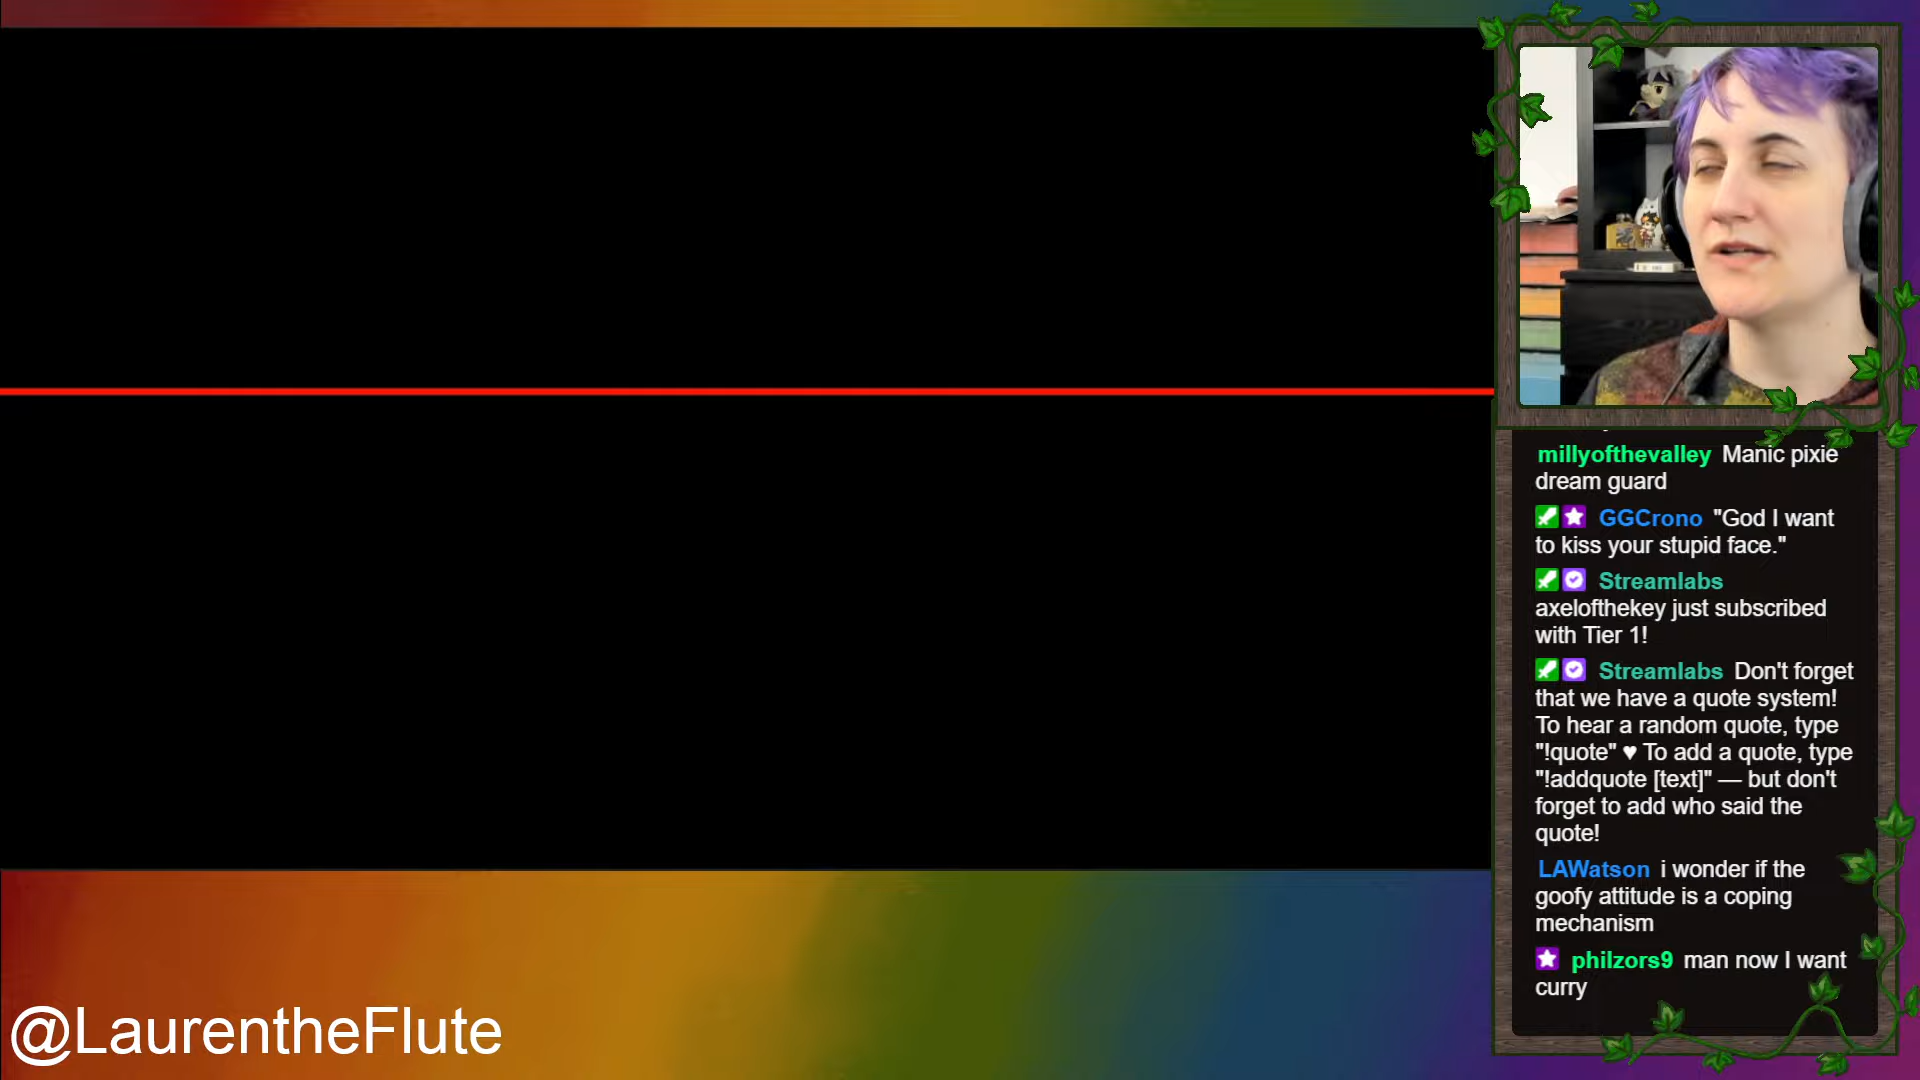 millyofthevalley Manic pixie
dream guard
GGCrono "God I want
to kiss your stupid face."
Streamlabs
axelofthekey just subscribed
with Tier 1!
Streamlabs Don't forget
that we have a quote system!
To hear a random quote, type
"!quote" ♥ To add a quote, type
"!addquote [text]" — but don't
forget to add who said the
quote!
LAWatson i wonder if the
goofy attitude is a coping
mechanism
philzors9 man now I want
curry
@LaurentheFlute